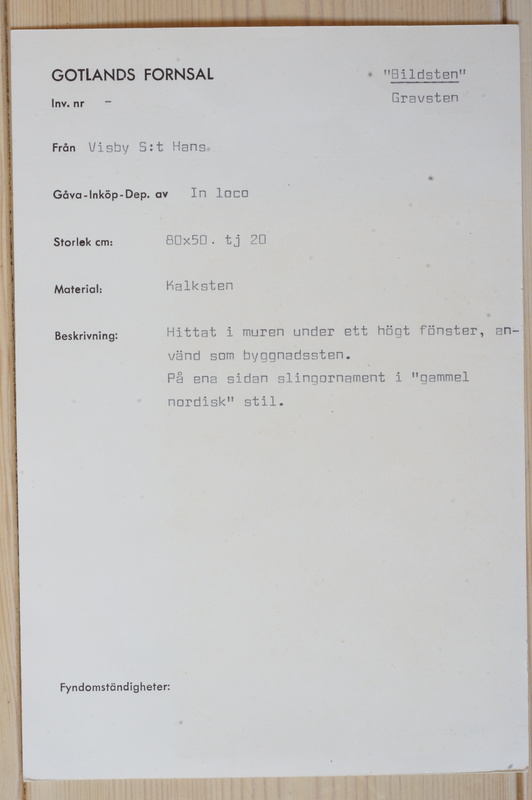 GOTLANDS FORNSAL "Bildsten"
Inv. nr - Gravsten
Från Visby S:t Hans.
Gåva-Inköp-Dep. av In loco
Storlek cm: 80x50. tj 20
Material: Kalksten
Beskrivning: Hittat i muren under ett högt fönster, an-
vänd som byggnadssten.
På ena sidan slingornament i "gammel
nordisk" stil.
Fyndomständigheter: